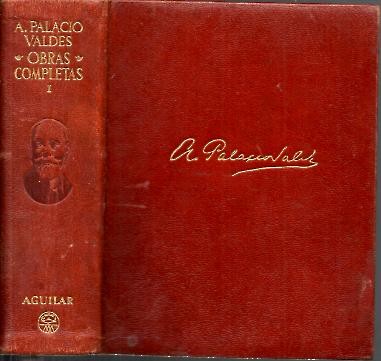 A. PALACIO
VALDES
OBRAS
COMPLETAS
I
AGUILAR
A. Palacio Valdés